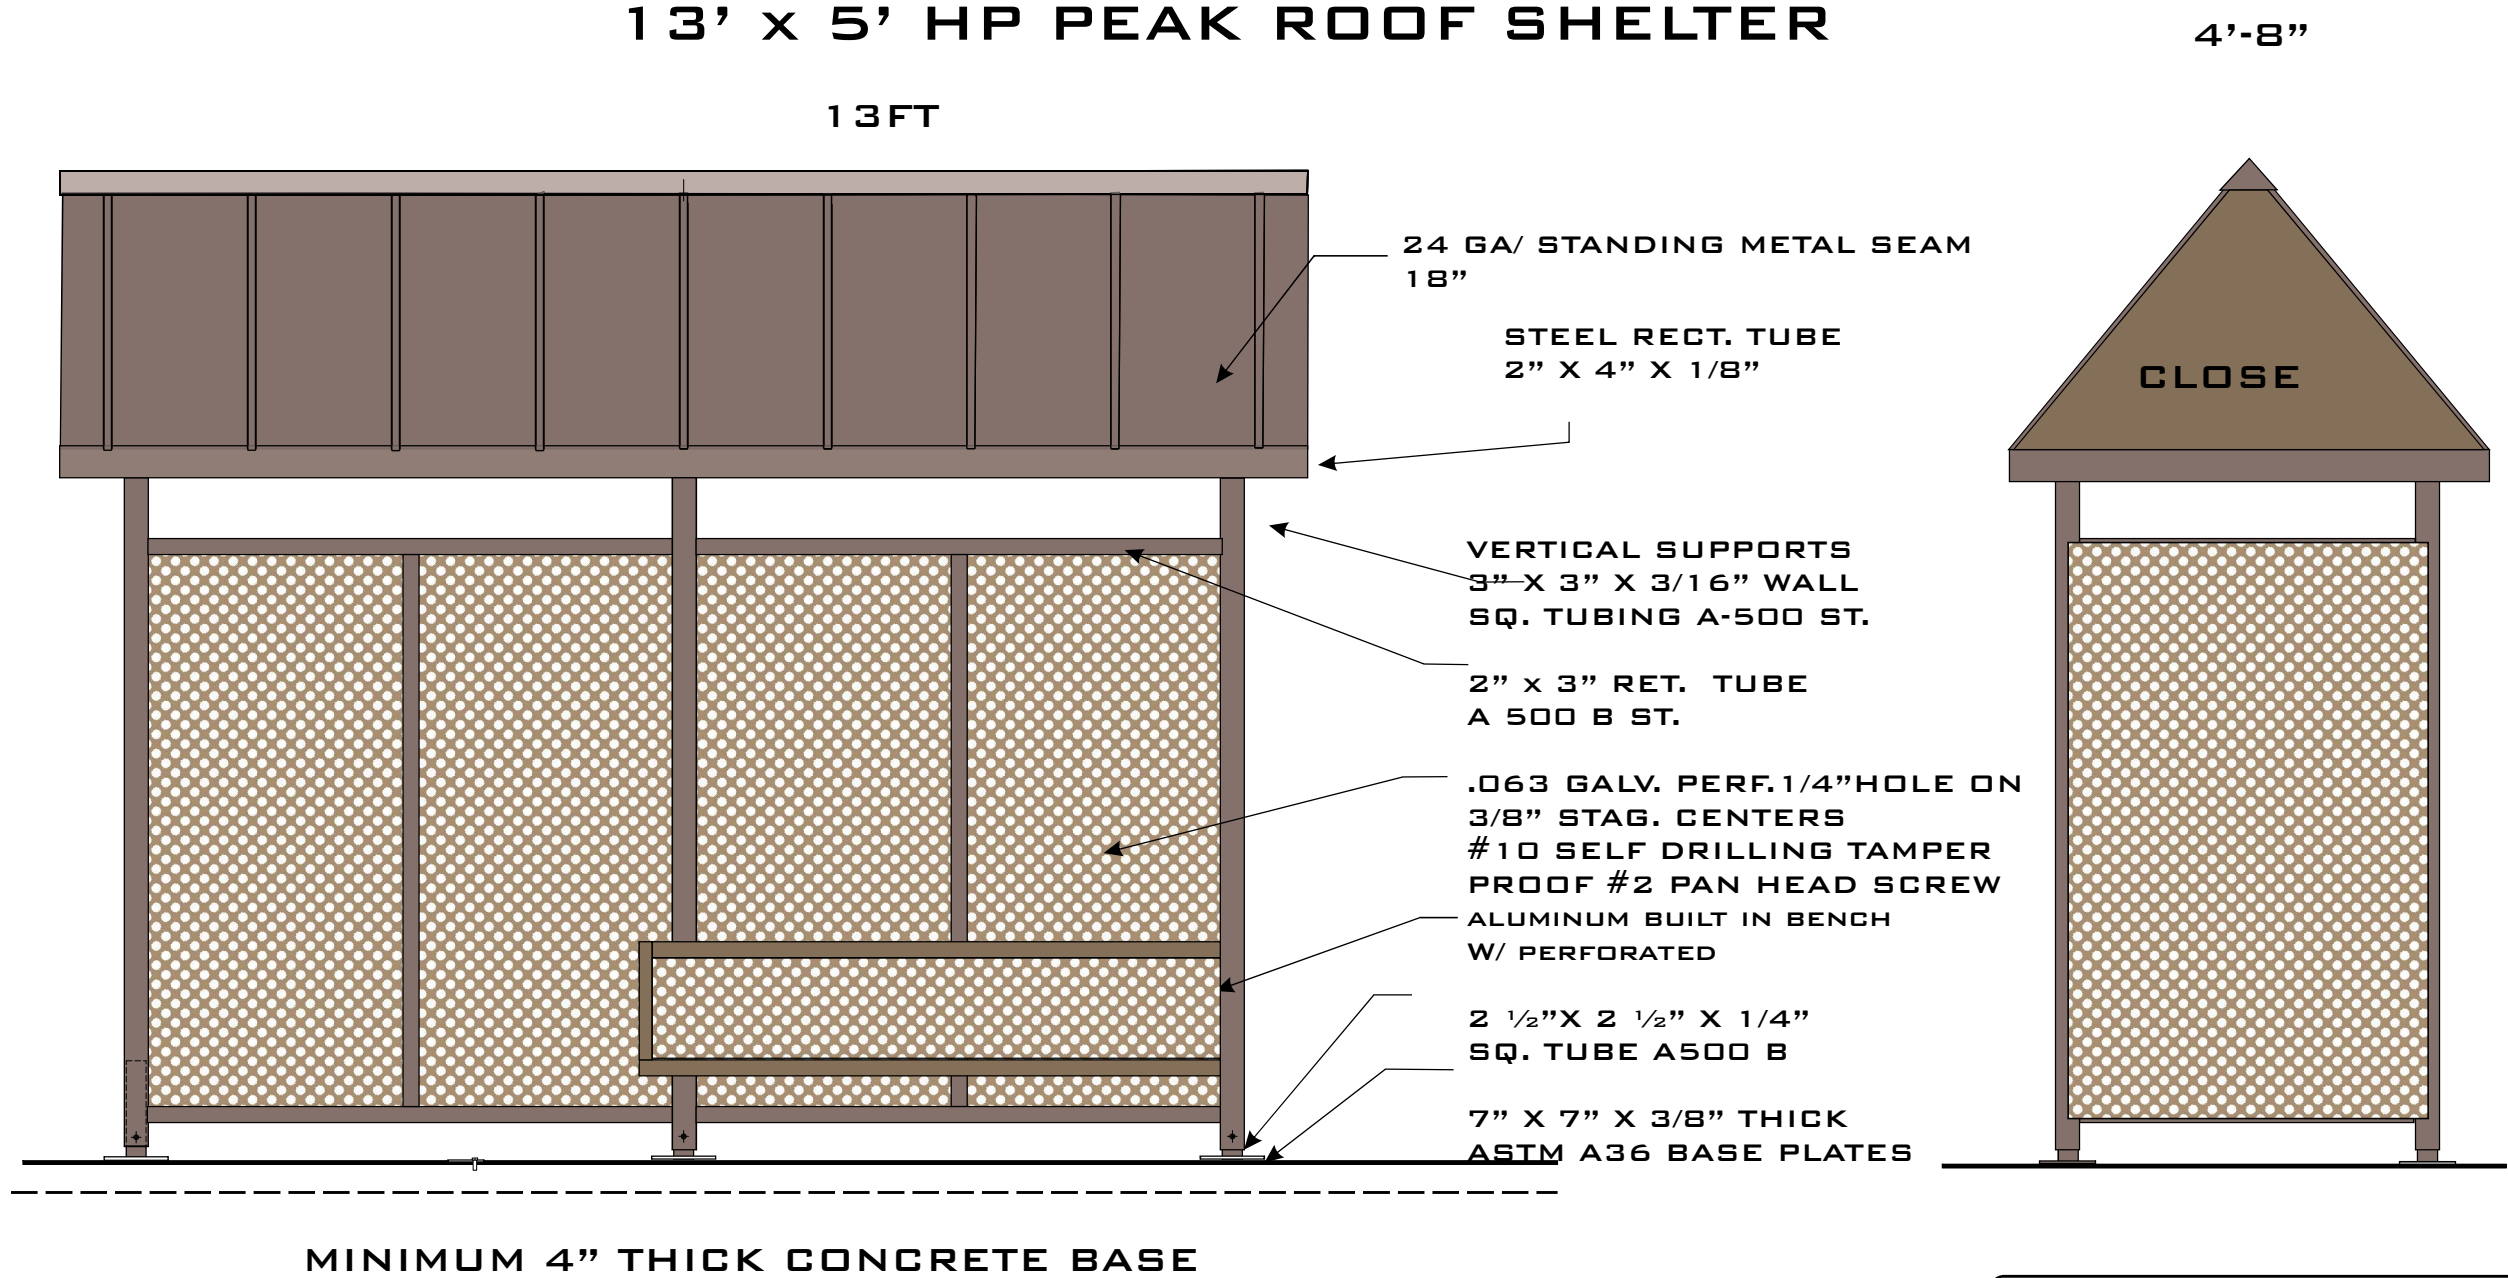 13’ x 5’ HP PEAK ROOF SHELTER
4’-8”
13FT
24 GA/ STANDING METAL SEAM
18”
STEEL RECT. TUBE
2” X 4” X 1/8”
CLOSE
VERTICAL SUPPORTS
3” X 3” X 3/16” WALL
SQ. TUBING A-500 ST.
2” x 3” RET. TUBE
A 500 B ST.
.063 GALV. PERF.1/4”HOLE ON
3/8” STAG. CENTERS
#10 SELF DRILLING TAMPER
PROOF #2 PAN HEAD SCREW
ALUMINUM BUILT IN BENCH
W/ PERFORATED
2 ½”X 2 ½” X 1/4”
SQ. TUBE A500 B
7” X 7” X 3/8” THICK
ASTM A36 BASE PLATES
MINIMUM 4” THICK CONCRETE BASE